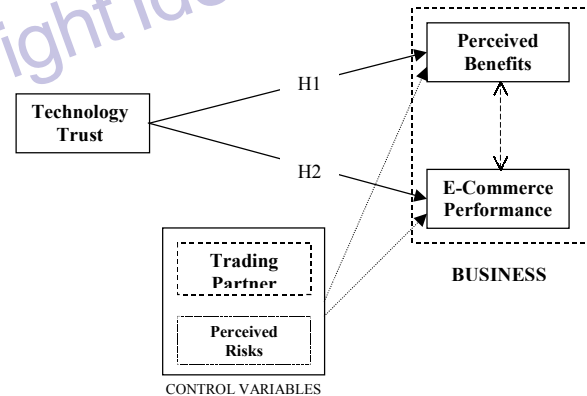 Perceived
Benefits
H1
Technology
Trust
H2
E-Commerce
Performance
BUSINESS
Trading
Partner
Perceived
Risks
CONTROL VARIABLES